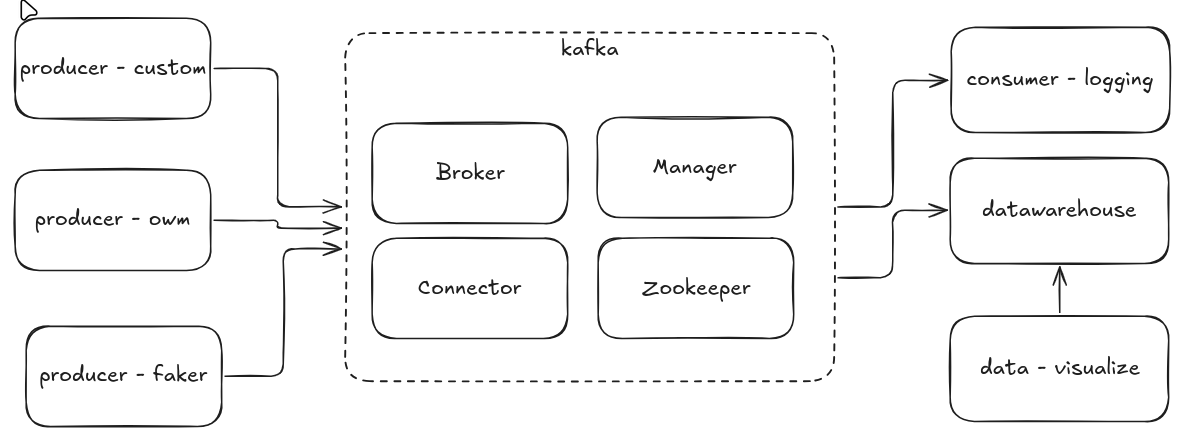 producer - custom
producer - owm
producer - faker
kafka
Broker
Manager
Connector
Zookeeper
consumer - logging
datawarehouse
data - visualize